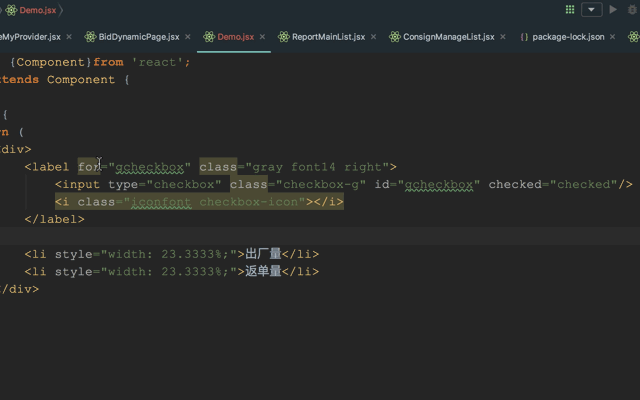 Demo.jsx
eMyProvider.jsx BidDynamicPage.jsx Demo.jsx ReportMainList.jsx ConsignManageList.jsx package-lock.json
{Component}from 'react';
tends Component {
{
n (
div>
<label for="gcheckbox" class="gray font14 right">
<input type="checkbox" class="checkbox-g" id="gcheckbox" checked="checked"/>
<i class="iconfont checkbox-icon"></i>
</label>
<li style="width: 23.3333%;">出厂量</li>
<li style="width: 23.3333%;">返单量</li>
/div>